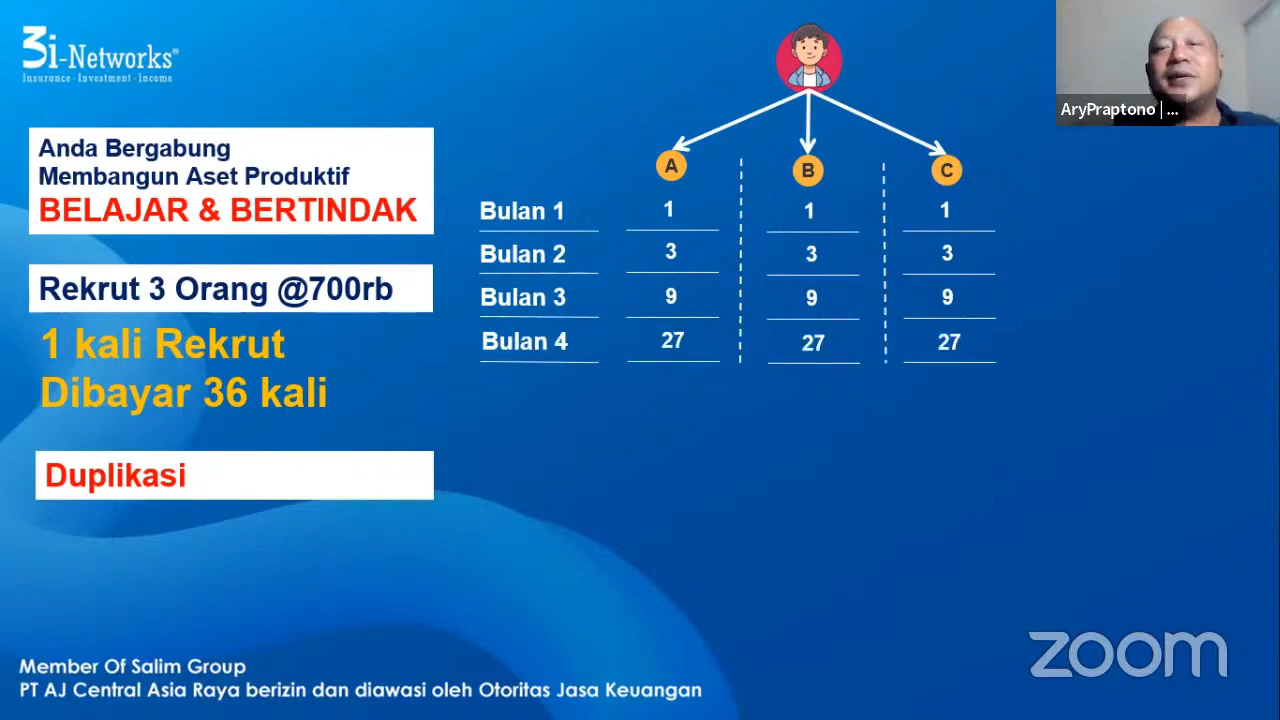 3i-Networks®
Insurance · Investment · Income
AryPraptono | ...
Anda Bergabung
Membangun Aset Produktif
BELAJAR & BERTINDAK
Rekrut 3 Orang @700rb
1 kali Rekrut
Dibayar 36 kali
Duplikasi
A B C
Bulan 1 1 1 1
Bulan 2 3 3 3
Bulan 3 9 9 9
Bulan 4 27 27 27
zoom
Member Of Salim Group
PT AJ Central Asia Raya berizin dan diawasi oleh Otoritas Jasa Keuangan